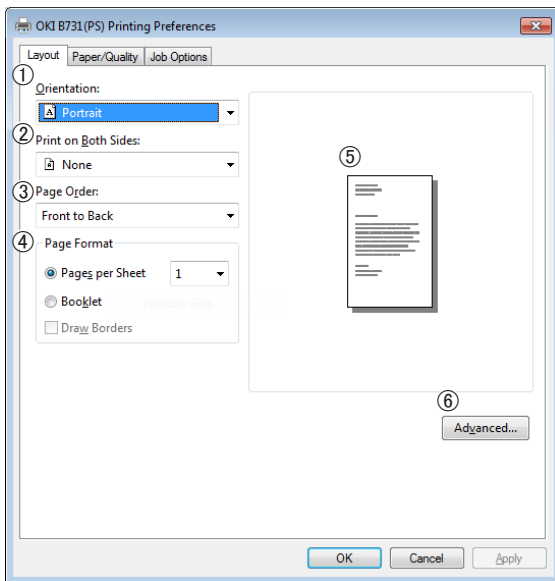 OKI B731(PS) Printing Preferences
Layout Paper/Quality Job Options
①
Orientation:
A Portrait
② Print on Both Sides:
None
③ Page Order:
Front to Back
④ Page Format
Pages per Sheet 1
Booklet
Window Snip
Draw Borders
⑤
⑥
Advanced...
OK Cancel Apply